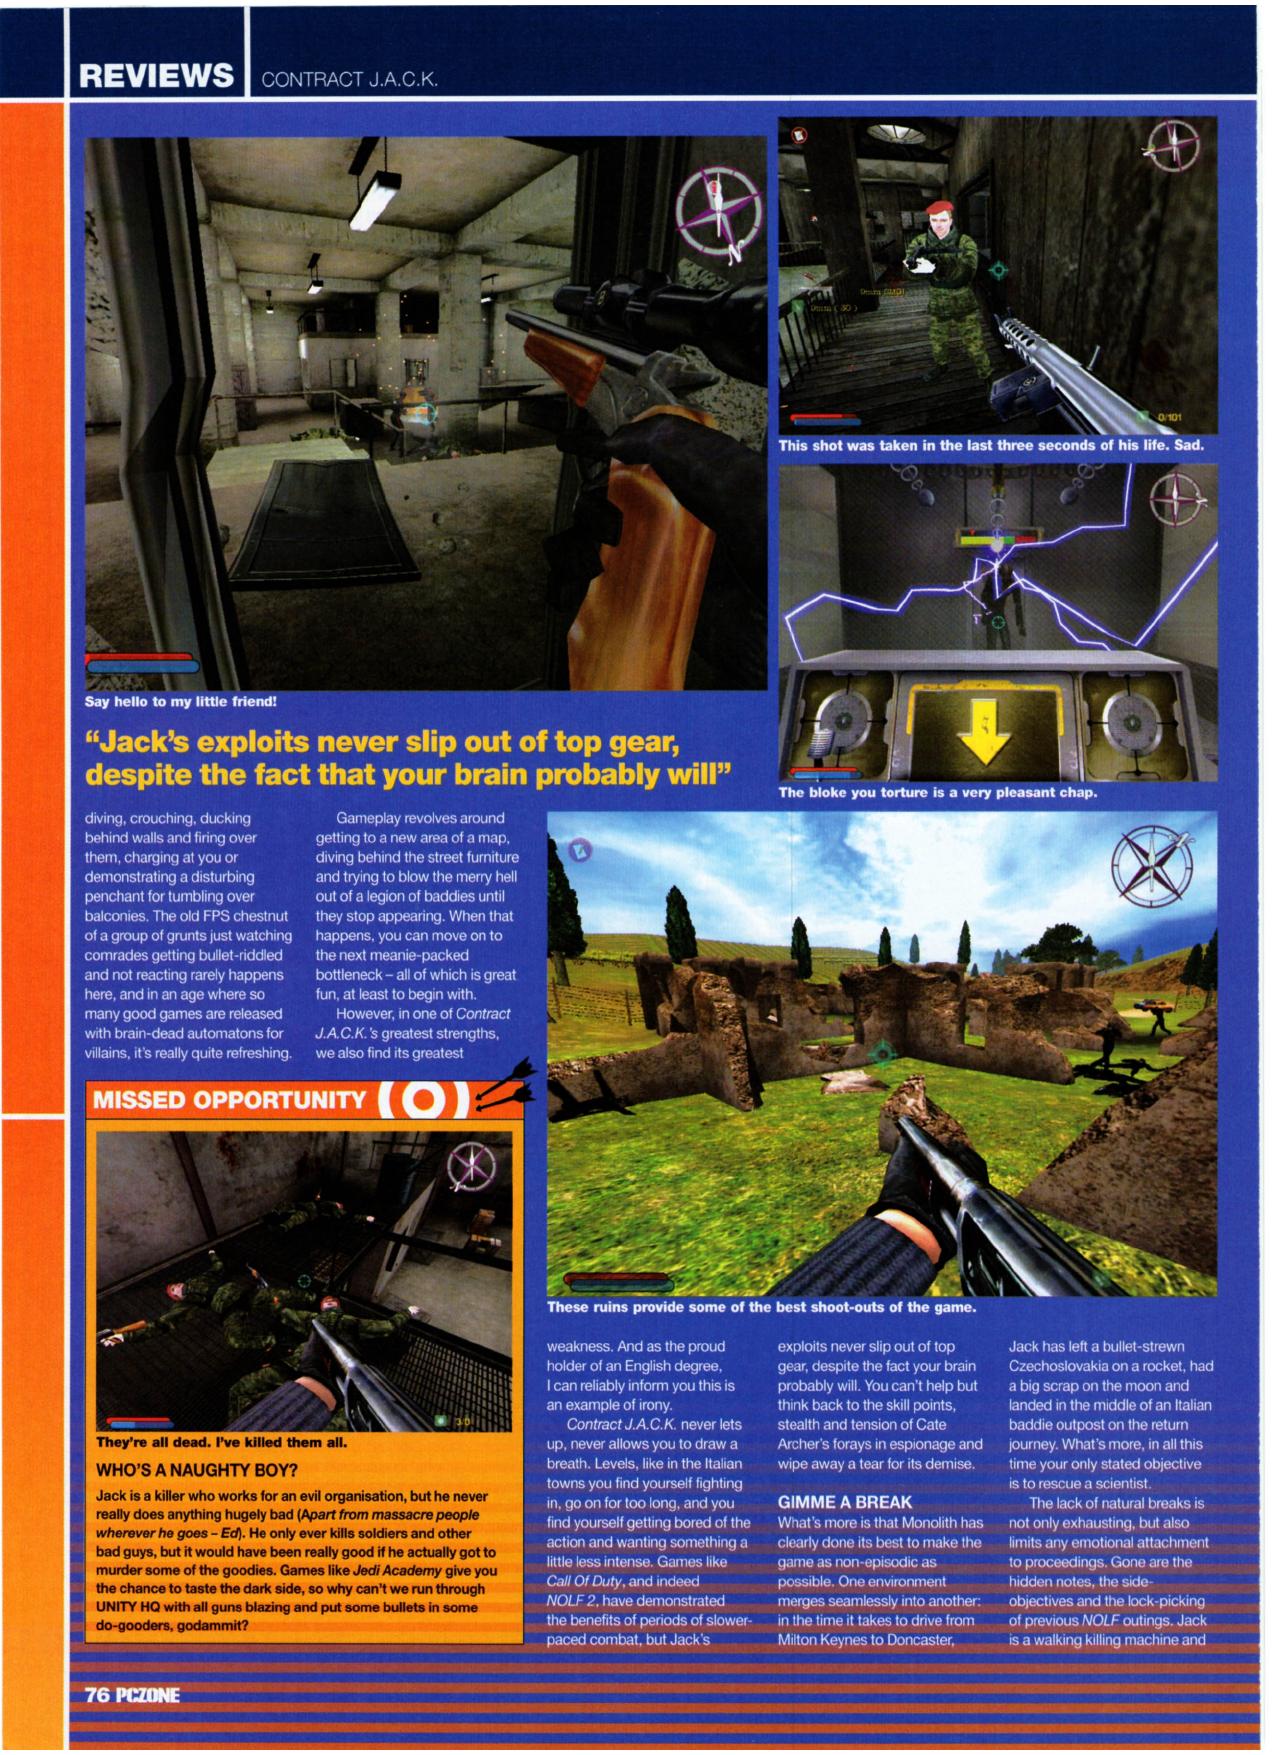 REVIEWS
CONTRACT J.A.C.K.
Say hello to my little friend!
9mm (30)
0/101
This shot was taken in the last three seconds of his life. Sad.
The bloke you torture is a very pleasant chap.
“Jack’s exploits never slip out of top gear,
despite the fact that your brain probably will”
diving, crouching, ducking
behind walls and firing over
them, charging at you or
demonstrating a disturbing
penchant for tumbling over
balconies. The old FPS chestnut
of a group of grunts just watching
comrades getting bullet-riddled
and not reacting rarely happens
here, and in an age where so
many good games are released
with brain-dead automatons for
villains, it’s really quite refreshing.
Gameplay revolves around
getting to a new area of a map,
diving behind the street furniture
and trying to blow the merry hell
out of a legion of baddies until
they stop appearing. When that
happens, you can move on to
the next meanie-packed
bottleneck – all of which is great
fun, at least to begin with.
However, in one of Contract
J.A.C.K.’s greatest strengths,
we also find its greatest
These ruins provide some of the best shoot-outs of the game.
weakness. And as the proud
holder of an English degree,
I can reliably inform you this is
an example of irony.
Contract J.A.C.K. never lets
up, never allows you to draw a
breath. Levels, like in the Italian
towns you find yourself fighting
in, go on for too long, and you
find yourself getting bored of the
action and wanting something a
little less intense. Games like
Call Of Duty, and indeed
NOLF 2, have demonstrated
the benefits of periods of slower-
paced combat, but Jack’s
exploits never slip out of top
gear, despite the fact your brain
probably will. You can’t help but
think back to the skill points,
stealth and tension of Cate
Archer’s forays in espionage and
wipe away a tear for its demise.
GIMME A BREAK
What’s more is that Monolith has
clearly done its best to make the
game as non-episodic as
possible. One environment
merges seamlessly into another:
in the time it takes to drive from
Milton Keynes to Doncaster,
Jack has left a bullet-strewn
Czechoslovakia on a rocket, had
a big scrap on the moon and
landed in the middle of an Italian
baddie outpost on the return
journey. What’s more, in all this
time your only stated objective
is to rescue a scientist.
The lack of natural breaks is
not only exhausting, but also
limits any emotional attachment
to proceedings. Gone are the
hidden notes, the side-
objectives and the lock-picking
of previous NOLF outings. Jack
is a walking killing machine and
MISSED OPPORTUNITY
3/0
They’re all dead. I’ve killed them all.
WHO’S A NAUGHTY BOY?
Jack is a killer who works for an evil organisation, but he never
really does anything hugely bad (Apart from massacre people
wherever he goes – Ed). He only ever kills soldiers and other
bad guys, but it would have been really good if he actually got to
murder some of the goodies. Games like Jedi Academy give you
the chance to taste the dark side, so why can’t we run through
UNITY HQ with all guns blazing and put some bullets in some
do-gooders, godammit?
76 PCZONE